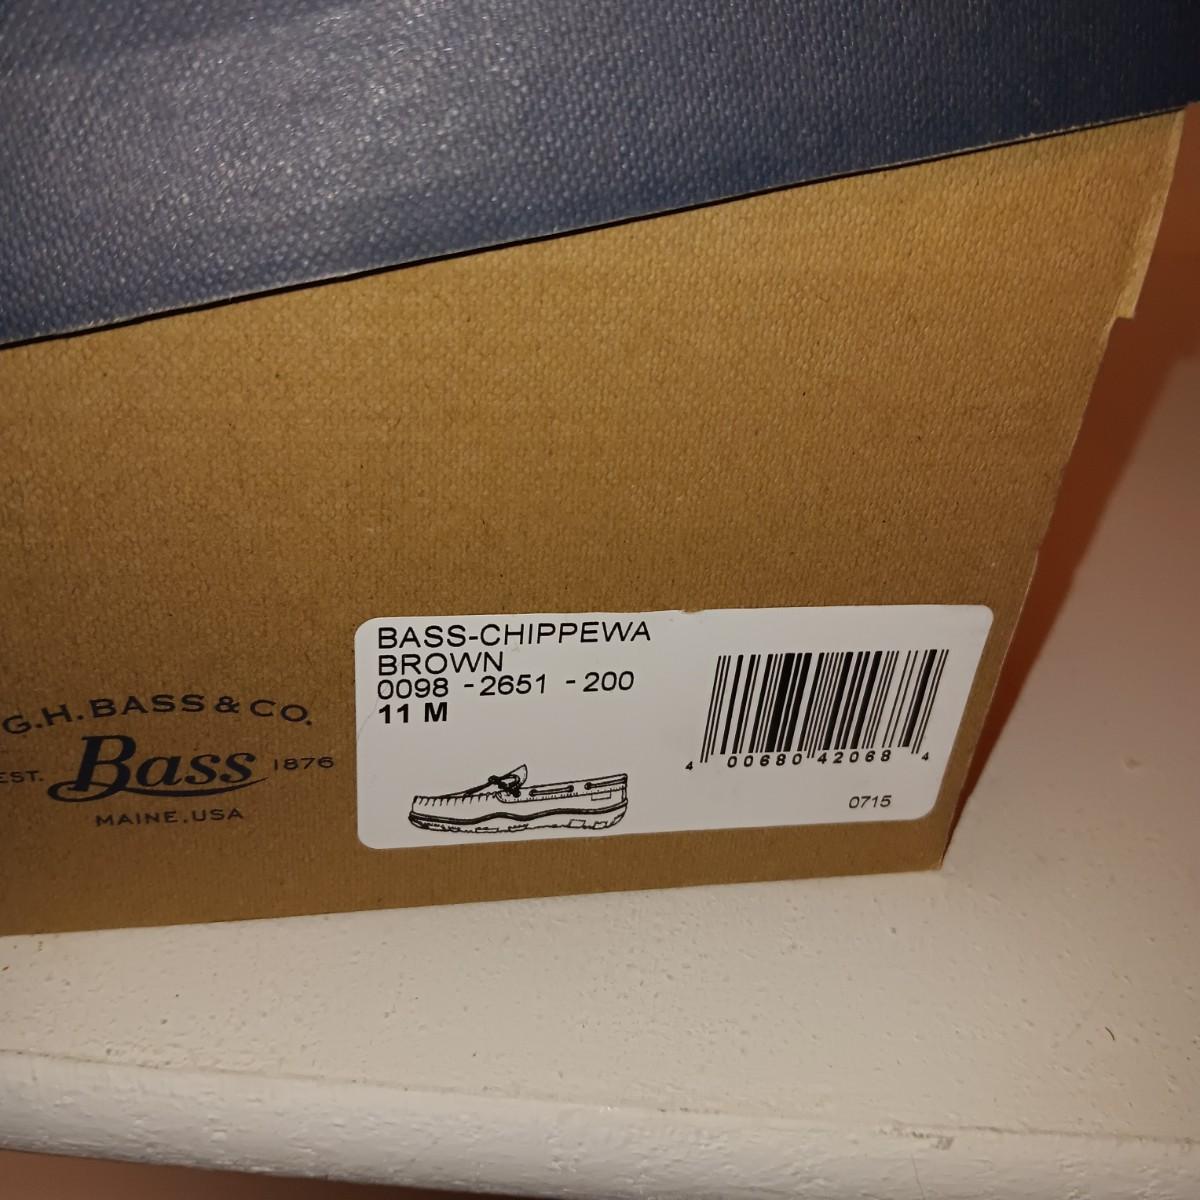 G.H. BASS & CO.
EST. Bass 1876
MAINE, USA
BASS-CHIPPEWA
BROWN
0098 -2651 -200
11 M
4 00680 42068 4
0715